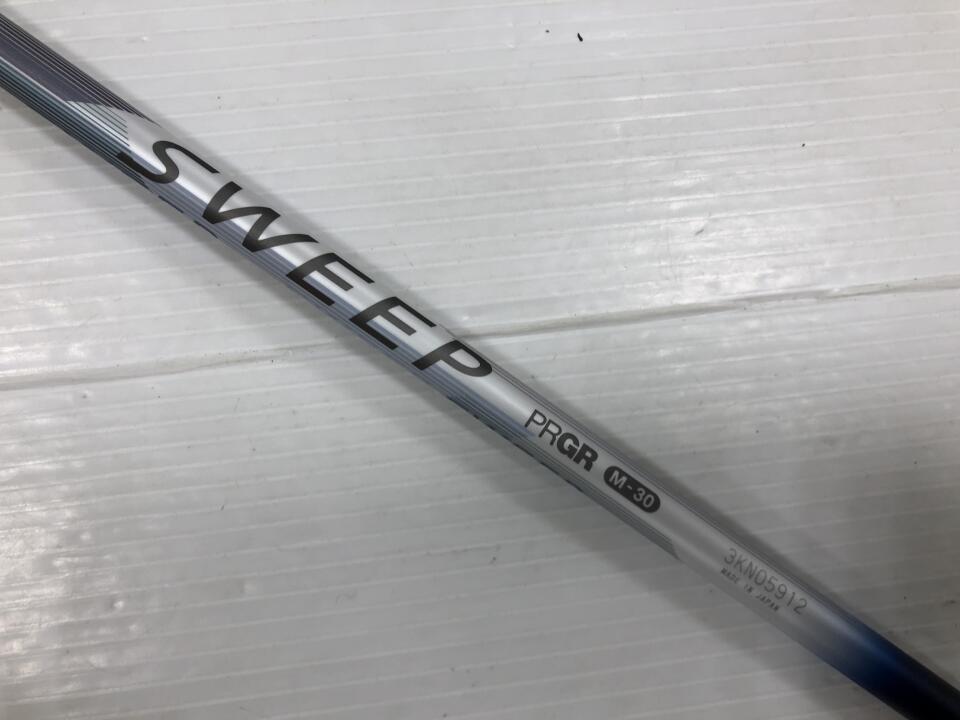 SWEEP
PRGR M-30
3KN05912
MADE IN JAPAN